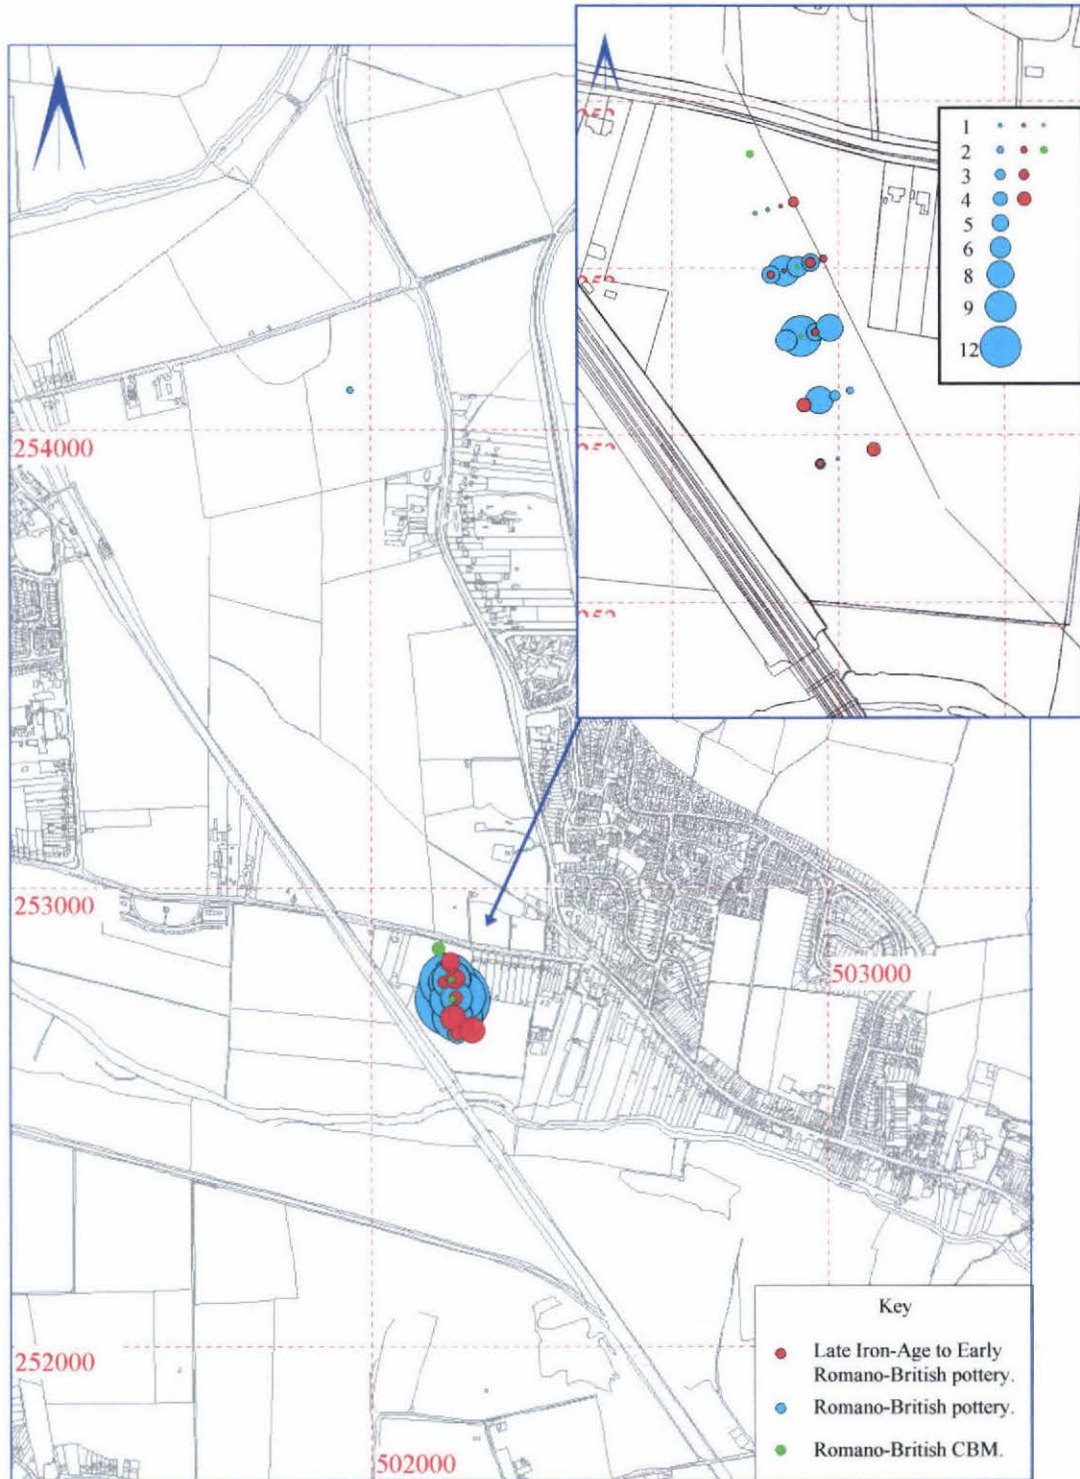 1
2
3
4
5
6
8
9
12
254000
253000
503000
252000
502000
Key
Late Iron-Age to Early
Romano-British pottery.
Romano-British pottery.
Romano-British CBM.